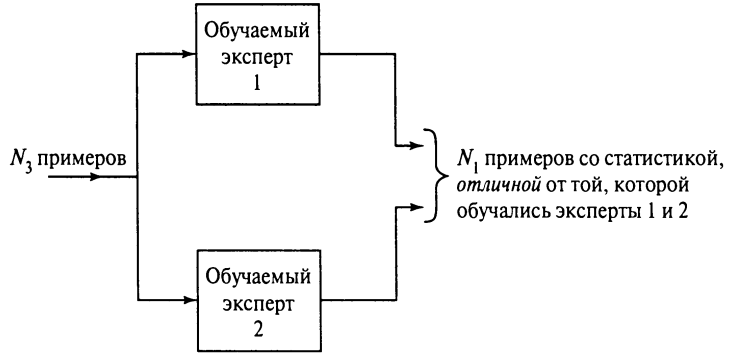 Обучаемый
эксперт
1
N₃ примеров
N₁ примеров со статистикой,
отличной от той, которой
обучались эксперты 1 и 2
Обучаемый
эксперт
2